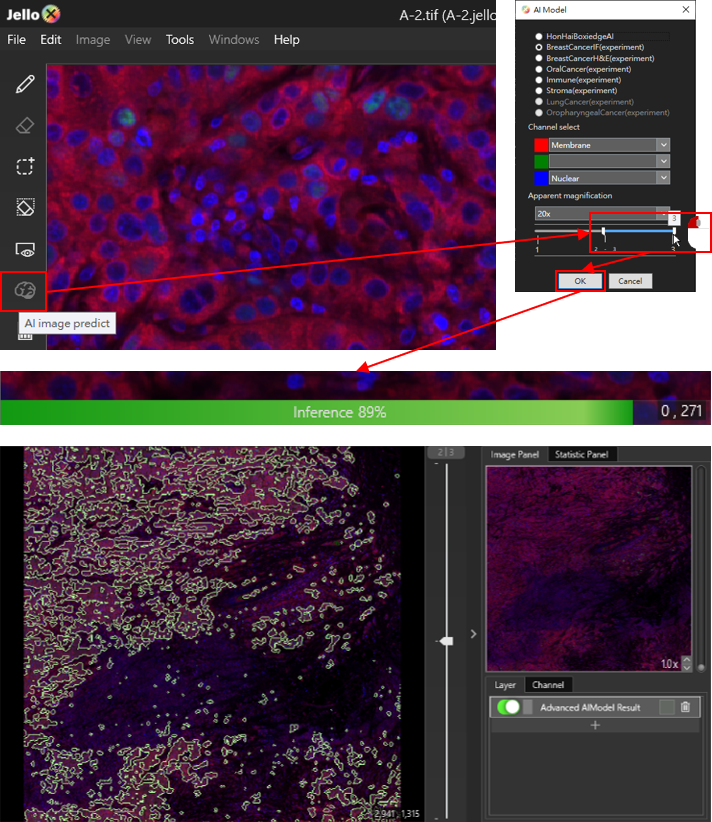 Jello X
A-2.tif (A-2.jello
File Edit Image View Tools Windows Help
AI image predict
AI Model
HonHaiBoxiedgeAI
BreastCancerIF(experiment)
BreastCancerH&E(experiment)
OralCancer(experiment)
Immune(experiment)
Stroma(experiment)
LungCancer(experiment)
OropharyngealCancer(experiment)
Channel select
Membrane
Nuclear
Apparent magnification
20x
3
1 2 - 3 3
OK Cancel
Inference 89%
0 , 271
2|3
Image Panel Statistic Panel
1.0 x
Layer Channel
Advanced AIModel Result
+
2,941 , 1,315